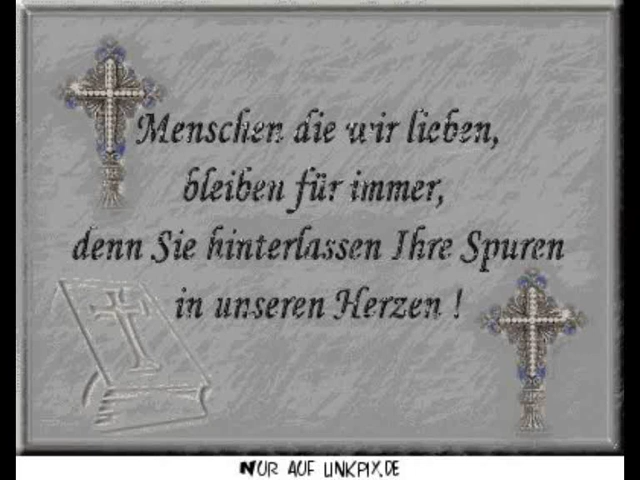 Menschen die wir lieben,
bleiben für immer,
denn Sie hinterlassen Ihre Spuren
in unseren Herzen !
NUR AUF LINKPIX.DE